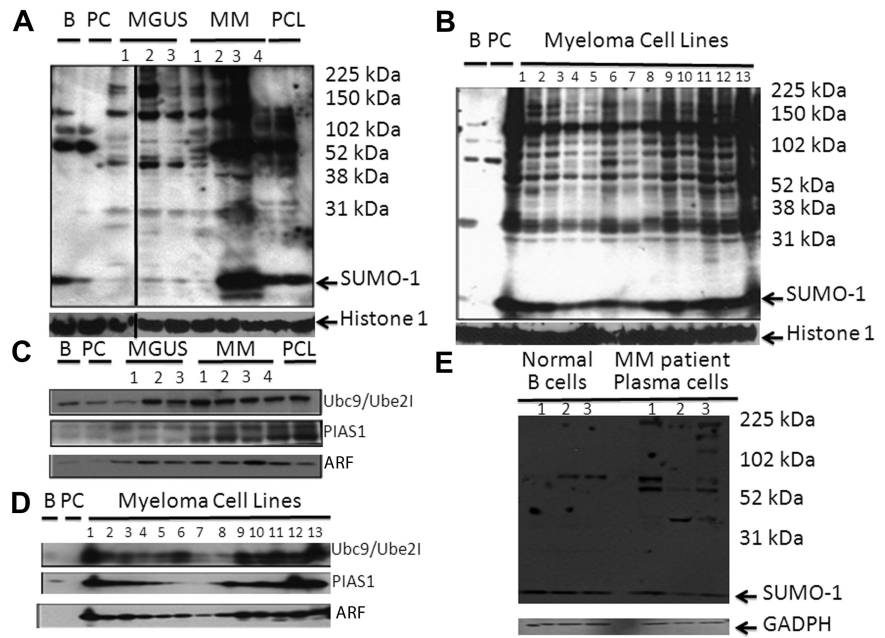 A
B PC MGUS MM PCL
1 2 3 1 2 3 4
225 kDa
150 kDa
102 kDa
52 kDa
38 kDa
31 kDa
SUMO-1
Histone 1
B
B PC Myeloma Cell Lines
1 2 3 4 5 6 7 8 9 10 11 12 13
225 kDa
150 kDa
102 kDa
52 kDa
38 kDa
31 kDa
SUMO-1
Histone 1
C
B PC MGUS MM PCL
1 2 3 1 2 3 4
Ubc9/Ube2I
PIAS1
ARF
D
B PC Myeloma Cell Lines
1 2 3 4 5 6 7 8 9 10 11 12 13
Ubc9/Ube2I
PIAS1
ARF
E
Normal MM patient
B cells Plasma cells
1 2 3 1 2 3
225 kDa
102 kDa
52 kDa
31 kDa
SUMO-1
GADPH